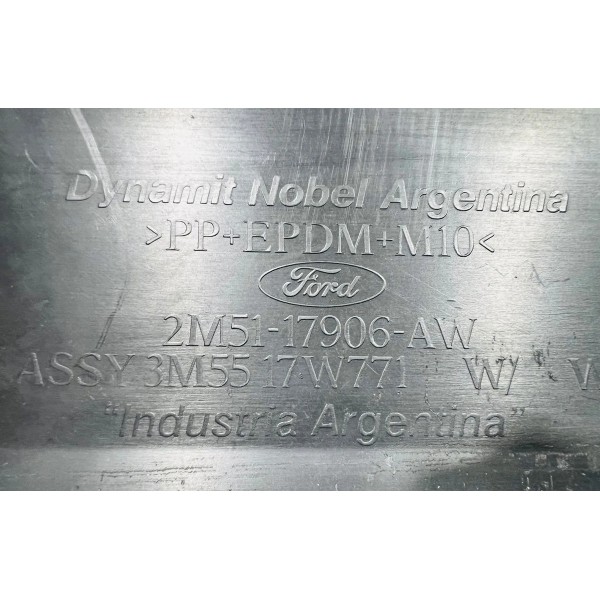 Dynamit Nobel Argentina
>PP+EPDM+M10<
Ford
2M51-17906-AW
ASSY 3M55 17W771 W/
"Industria Argentina"